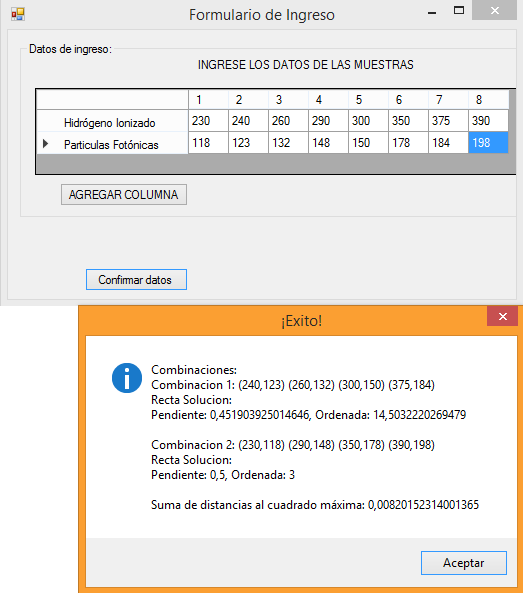 Formulario de Ingreso
Datos de ingreso:
INGRESE LOS DATOS DE LAS MUESTRAS
1 2 3 4 5 6 7 8
Hidrógeno Ionizado 230 240 260 290 300 350 375 390
Particulas Fotónicas 118 123 132 148 150 178 184 198
AGREGAR COLUMNA
Confirmar datos
¡Exito!
Combinaciones:
Combinacion 1: (240,123) (260,132) (300,150) (375,184)
Recta Solucion:
Pendiente: 0,451903925014646, Ordenada: 14,5032220269479
Combinacion 2: (230,118) (290,148) (350,178) (390,198)
Recta Solucion:
Pendiente: 0,5, Ordenada: 3
Suma de distancias al cuadrado máxima: 0,00820152314001365
Aceptar